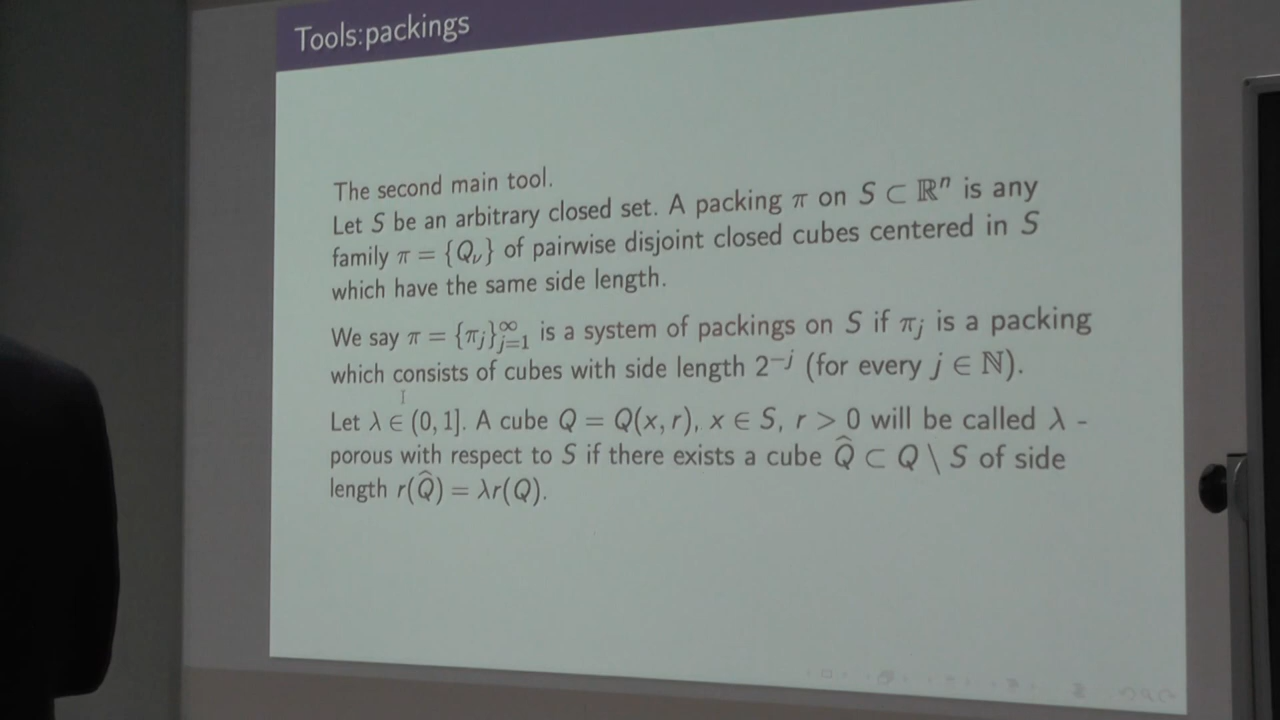 Tools:packings
The second main tool.
Let S be an arbitrary closed set. A packing π on S ⊂ ℝⁿ is any
family π = {Q_ν} of pairwise disjoint closed cubes centered in S
which have the same side length.
We say π = {π_j}_{j=1}^∞ is a system of packings on S if π_j is a packing
which consists of cubes with side length 2^{-j} (for every j ∈ ℕ).
Let λ ∈ (0, 1]. A cube Q = Q(x, r), x ∈ S, r > 0 will be called λ -
porous with respect to S if there exists a cube Q̂ ⊂ Q \ S of side
length r(Q̂) = λr(Q).